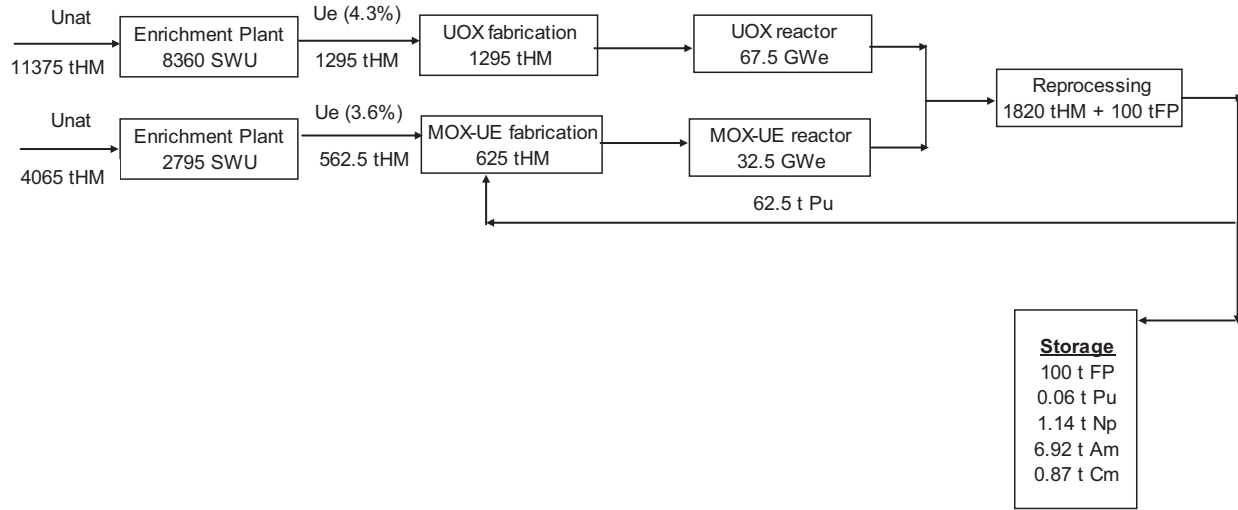 Unat
11375 tHM
Enrichment Plant
8360 SWU
Ue (4.3%)
1295 tHM
UOX fabrication
1295 tHM
UOX reactor
67.5 GWe
Reprocessing
1820 tHM + 100 tFP
Unat
4065 tHM
Enrichment Plant
2795 SWU
Ue (3.6%)
562.5 tHM
MOX-UE fabrication
625 tHM
MOX-UE reactor
32.5 GWe
62.5 t Pu
Storage
100 t FP
0.06 t Pu
1.14 t Np
6.92 t Am
0.87 t Cm